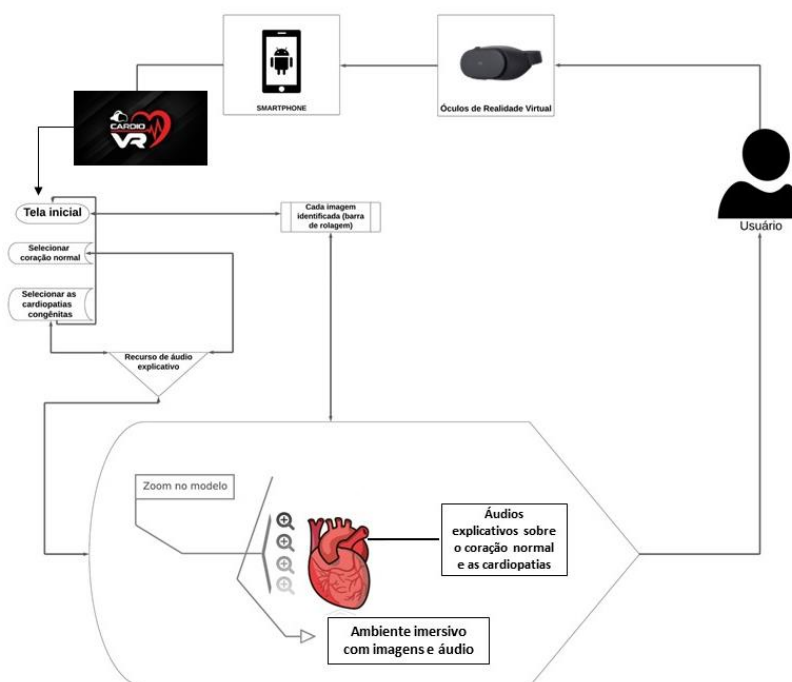 SMARTPHONE
Óculos de Realidade Virtual
CARDIO
VR
Usuário
Tela inicial
Cada imagem
identificada (barra
de rolagem)
Selecionar
coração normal
Selecionar as
cardiopatias
congênitas
Recurso de áudio
explicativo
Zoom no modelo
Áudios
explicativos sobre
o coração normal
e as cardiopatias
Ambiente imersivo
com imagens e áudio